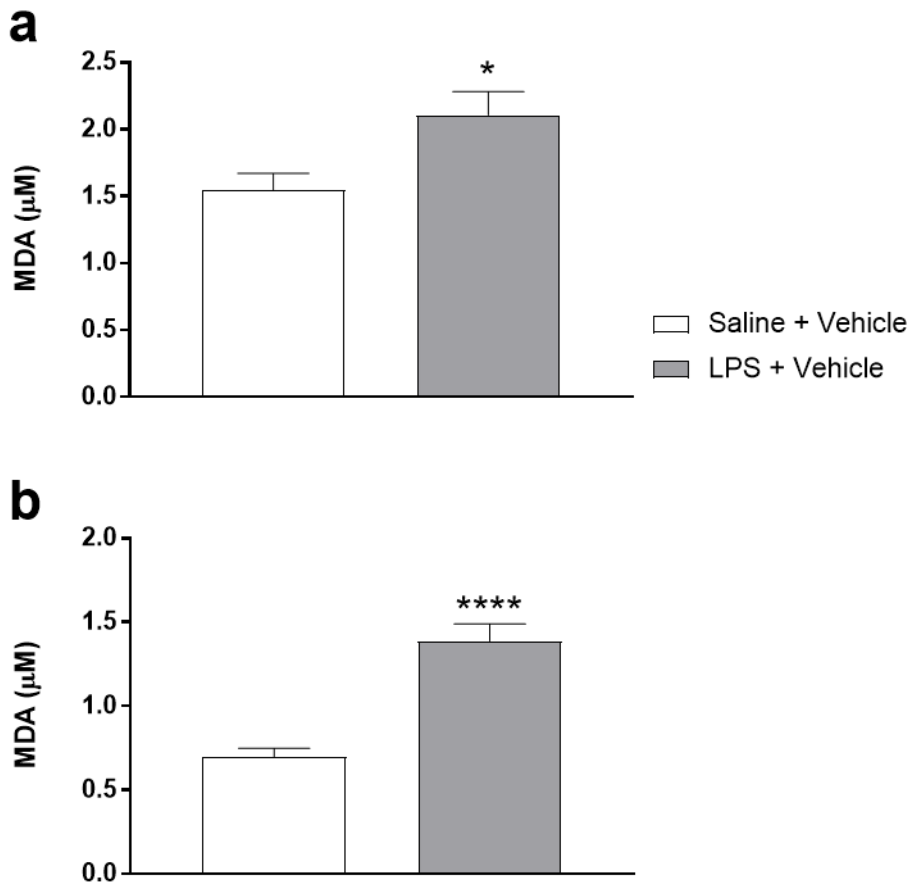 a
2.5
*
2.0
MDA (μM)
1.5
1.0
0.5
0.0
Saline + Vehicle
LPS + Vehicle
b
2.0
****
1.5
MDA (μM)
1.0
0.5
0.0